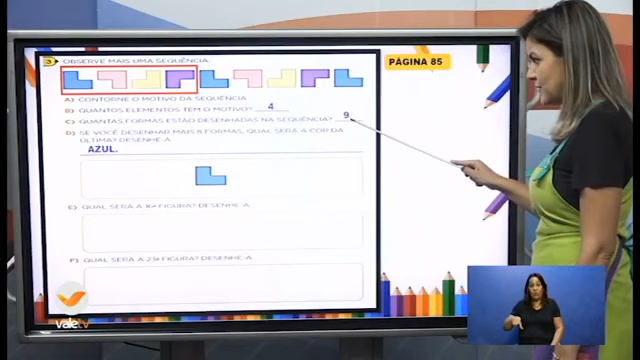 3 OBSERVE MAIS UMA SEQUÊNCIA.
PÁGINA 85
A) CONTORNE O MOTIVO DA SEQUÊNCIA
B) QUANTOS ELEMENTOS TEM O MOTIVO? 4
C) QUANTAS FORMAS ESTÃO DESENHADAS NA SEQUÊNCIA? 9
D) SE VOCÊ DESENHAR MAIS 8 FORMAS, QUAL SERÁ A COR DA
ÚLTIMA? DESENHE-A.
AZUL.
E) QUAL SERÁ A 16ª FIGURA? DESENHE-A.
F) QUAL SERÁ A 23ª FIGURA? DESENHE-A.
vale tv